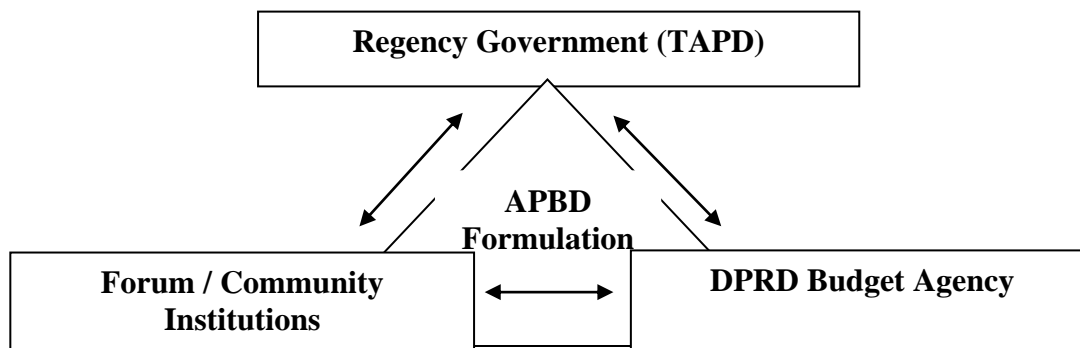 Regency Government (TAPD)
APBD
Formulation
Forum / Community
Institutions
DPRD Budget Agency